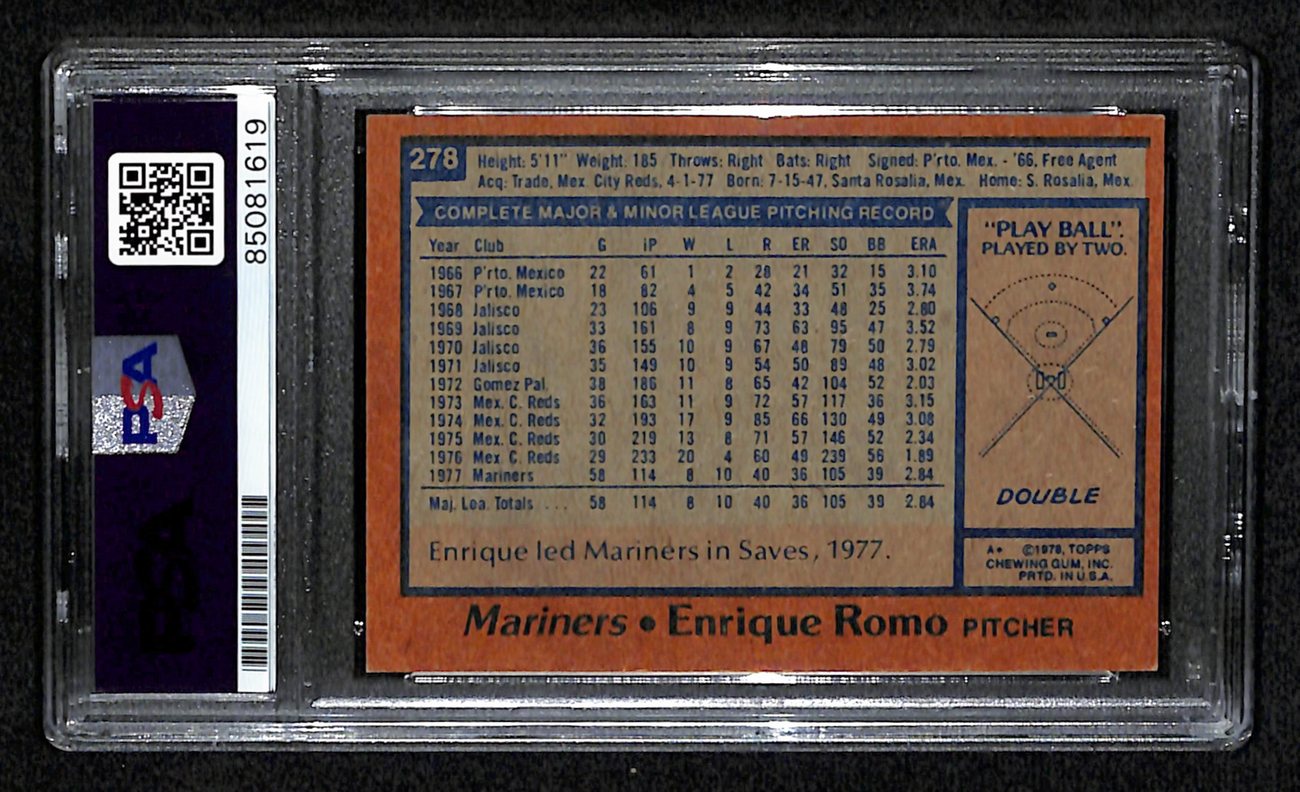 85081619
PSA
PSA
278
Height: 5'11" Weight: 185 Throws: Right Bats: Right Signed: P'rto. Mex. - '66, Free Agent
Acq: Trade, Mex. City Reds, 4-1-77 Born: 7-15-47, Santa Rosalia, Mex. Home: S. Rosalia, Mex.
COMPLETE MAJOR & MINOR LEAGUE PITCHING RECORD
Year Club G IP W L R ER SO BB ERA
1966 P'rto. Mexico 22 61 1 2 28 21 32 15 3.10
1967 P'rto. Mexico 18 82 4 5 42 34 51 35 3.74
1968 Jalisco 23 106 9 9 44 33 48 25 2.80
1969 Jalisco 33 161 8 9 73 63 95 47 3.52
1970 Jalisco 36 155 10 9 67 48 79 50 2.79
1971 Jalisco 35 149 10 9 54 50 89 48 3.02
1972 Gomez Pal. 38 186 11 8 65 42 104 52 2.03
1973 Mex. C. Reds 36 163 11 9 72 57 117 36 3.15
1974 Mex. C. Reds 32 193 17 9 85 66 130 49 3.08
1975 Mex. C. Reds 30 219 13 8 71 57 146 52 2.34
1976 Mex. C. Reds 29 233 20 4 60 49 239 56 1.89
1977 Mariners 58 114 8 10 40 36 105 39 2.84
Maj. Lea. Totals . . . 58 114 8 10 40 36 105 39 2.84
Enrique led Mariners in Saves, 1977.
"PLAY BALL".
PLAYED BY TWO.
DOUBLE
A* ©1978, TOPPS
CHEWING GUM, INC.
PRTD. IN U.S.A.
Mariners • Enrique Romo PITCHER